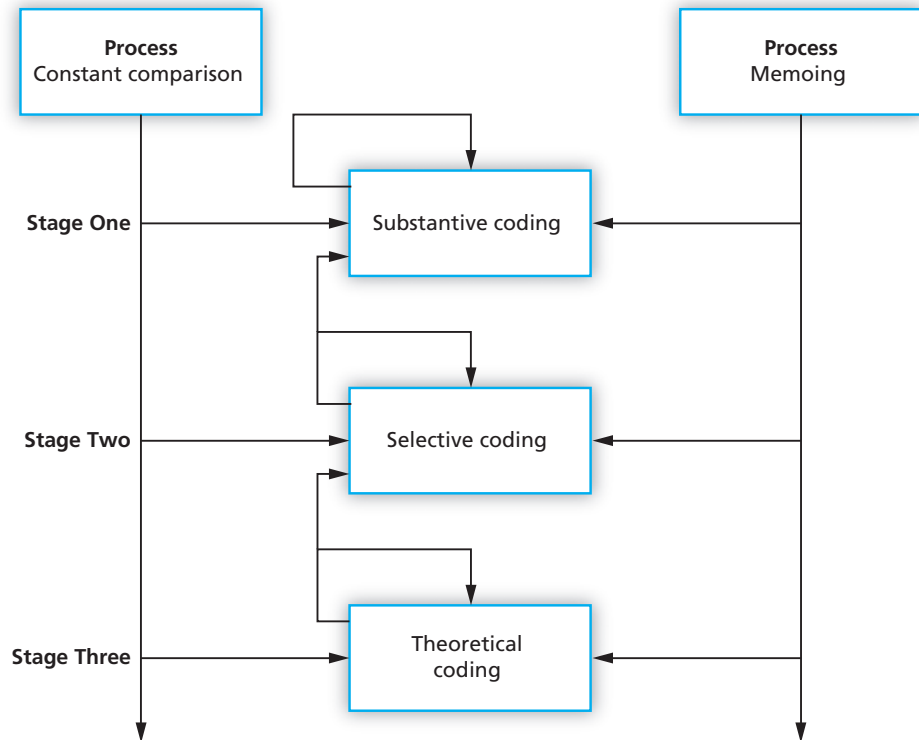 Process
Constant comparison
Process
Memoing
Stage One
Substantive coding
Stage Two
Selective coding
Stage Three
Theoretical
coding